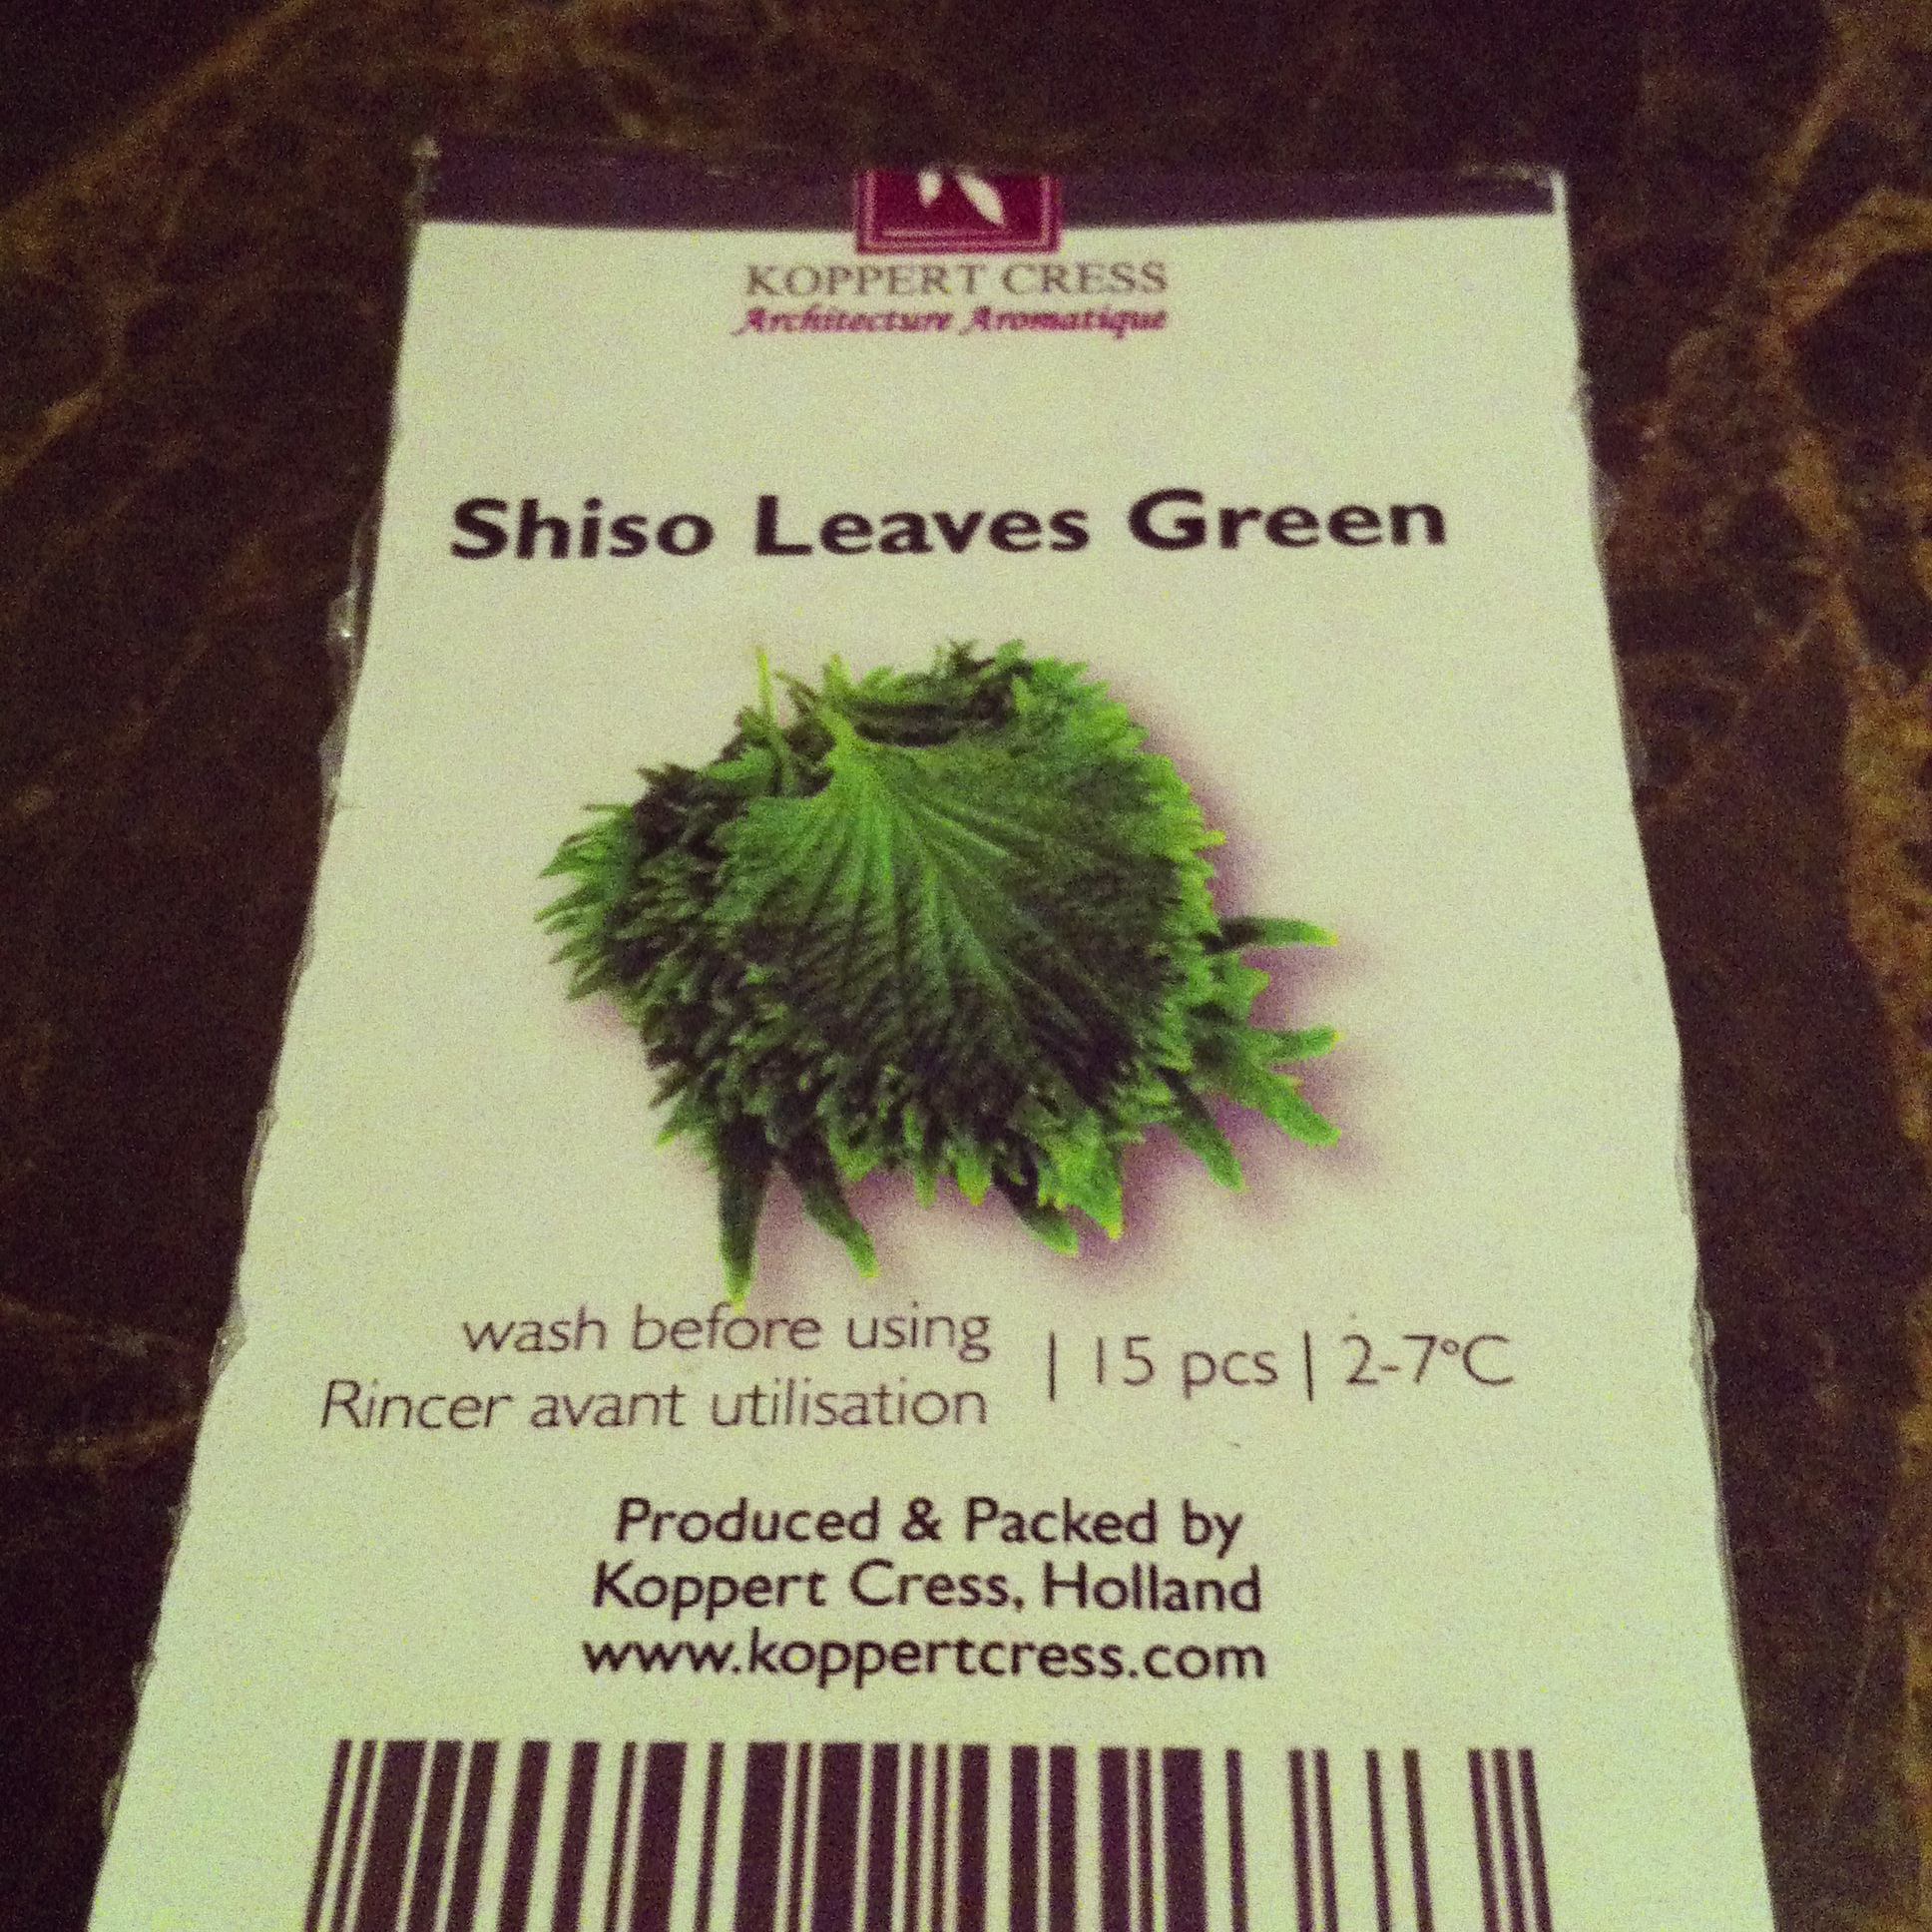 KOPPERT CRESS
Architecture Aromatique
Shiso Leaves Green
wash before using
Rincer avant utilisation
| 15 pcs | 2-7°C
Produced & Packed by
Koppert Cress, Holland
www.koppertcress.com